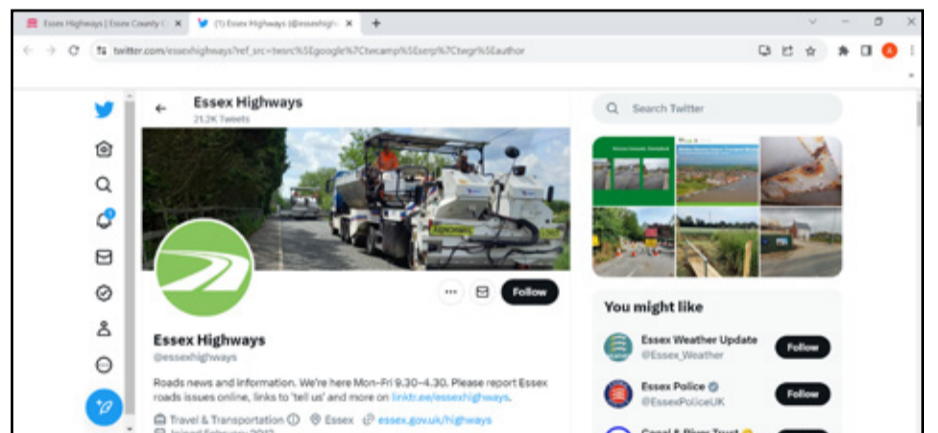 Essex Highways | Essex County C
(1) Essex Highways (@essexhigh
twitter.com/essexhighways?ref_src=twsrc%5Egoogle%7Ctwcamp%5Eserp%7Ctwgr%5Eauthor
Essex Highways
21.2K Tweets
Search Twitter
Follow
Essex Highways
@essexhighways
Roads news and information. We're here Mon-Fri 9.30-4.30. Please report Essex
roads issues online, links to 'tell us' and more on linktr.ee/essexhighways.
Travel & Transportation Essex essex.gov.uk/highways
Joined February 2012
You might like
Essex Weather Update
@Essex_Weather
Follow
Essex Police
@EssexPoliceUK
Follow
Canal & River Trust